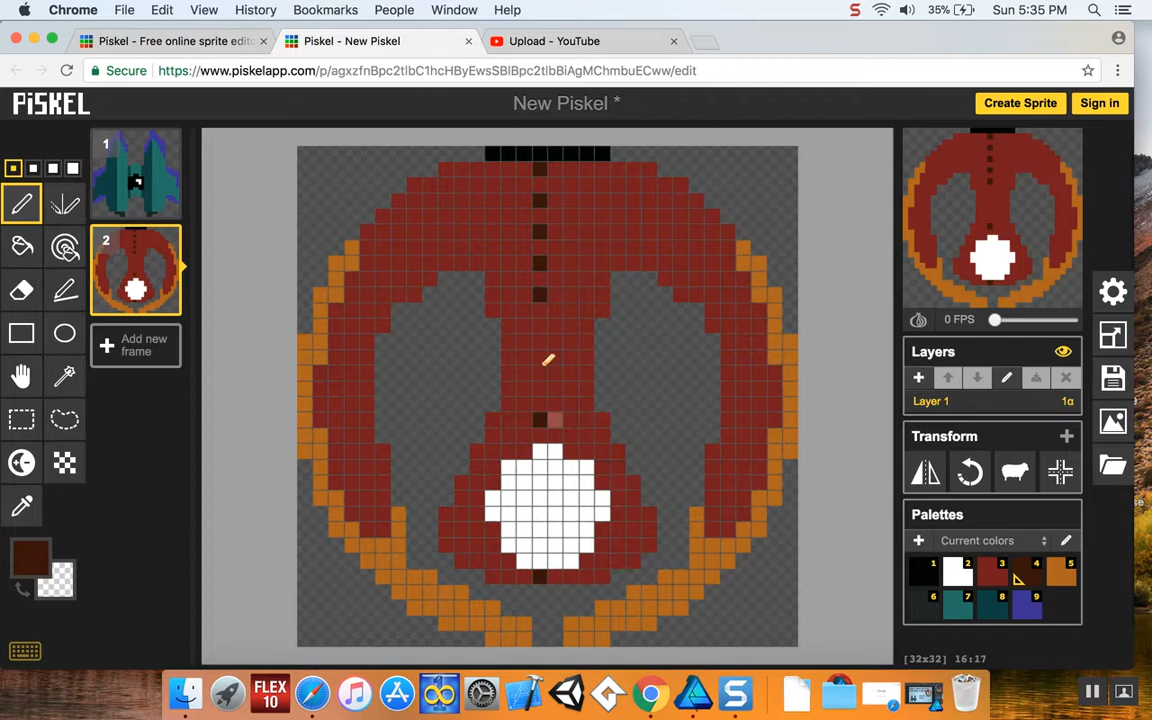 Chrome File Edit View History Bookmarks People Window Help 35% Sun 5:35 PM
Piskel - Free online sprite edito Piskel - New Piskel Upload - YouTube
Secure https://www.piskelapp.com/p/agxzfnBpc2tlbC1hcHByEwsSBlBpc2tlbBiAgMChmbuECww/edit
PiSKEL New Piskel * Create Sprite Sign in
1
2
Add new
frame
0 FPS
Layers
Layer 1 1α
Transform
Palettes
Current colors
1 2 3 4 5
6 7 8 9
[32x32] 16:17
FLEX
10